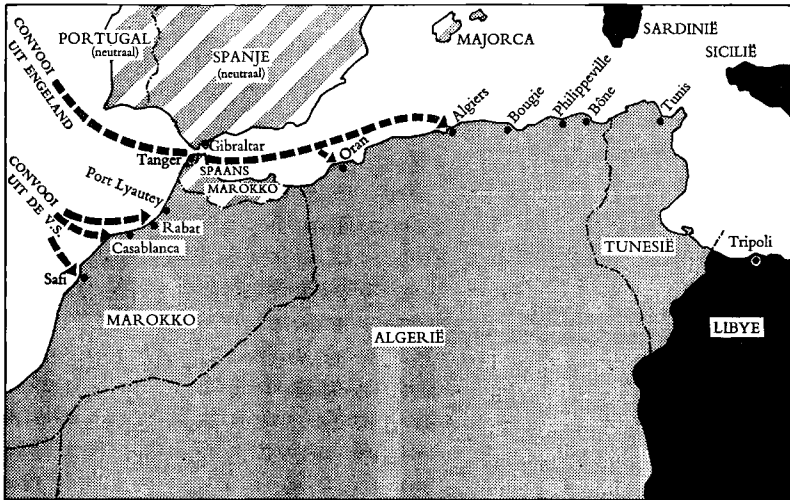 PORTUGAL
(neutraal)
SPANJE
(neutraal)
MAJORCA
SARDINIË
SICILIË
CONVOOI
UIT ENGELAND
Gibraltar
Tanger
SPAANS
MAROKKO
Oran
Algiers
Bougie
Philippeville
Bône
Tunis
CONVOOI
UIT DE V.S.
Port Lyautey
Rabat
Casablanca
Safi
MAROKKO
ALGERIË
TUNESIË
Tripoli
LIBYE